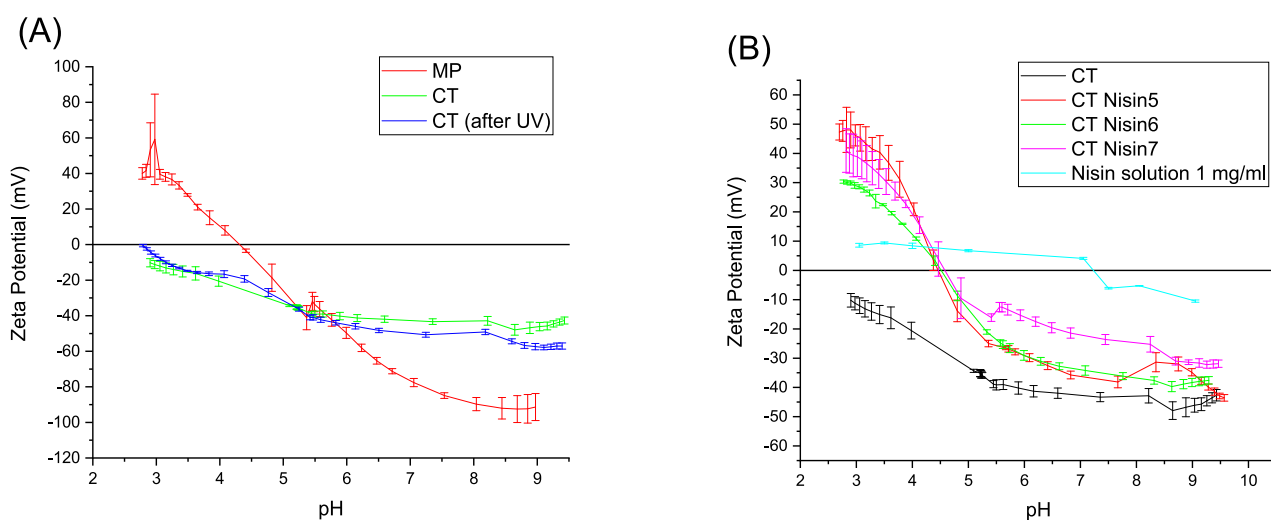 (A)
MP
CT
CT (after UV)
Zeta Potential (mV)
100
80
60
40
20
0
-20
-40
-60
-80
-100
-120
2 3 4 5 6 7 8 9
pH
(B)
CT
CT Nisin5
CT Nisin6
CT Nisin7
Nisin solution 1 mg/ml
Zeta Potential (mV)
60
50
40
30
20
10
0
-10
-20
-30
-40
-50
-60
2 3 4 5 6 7 8 9 10
pH